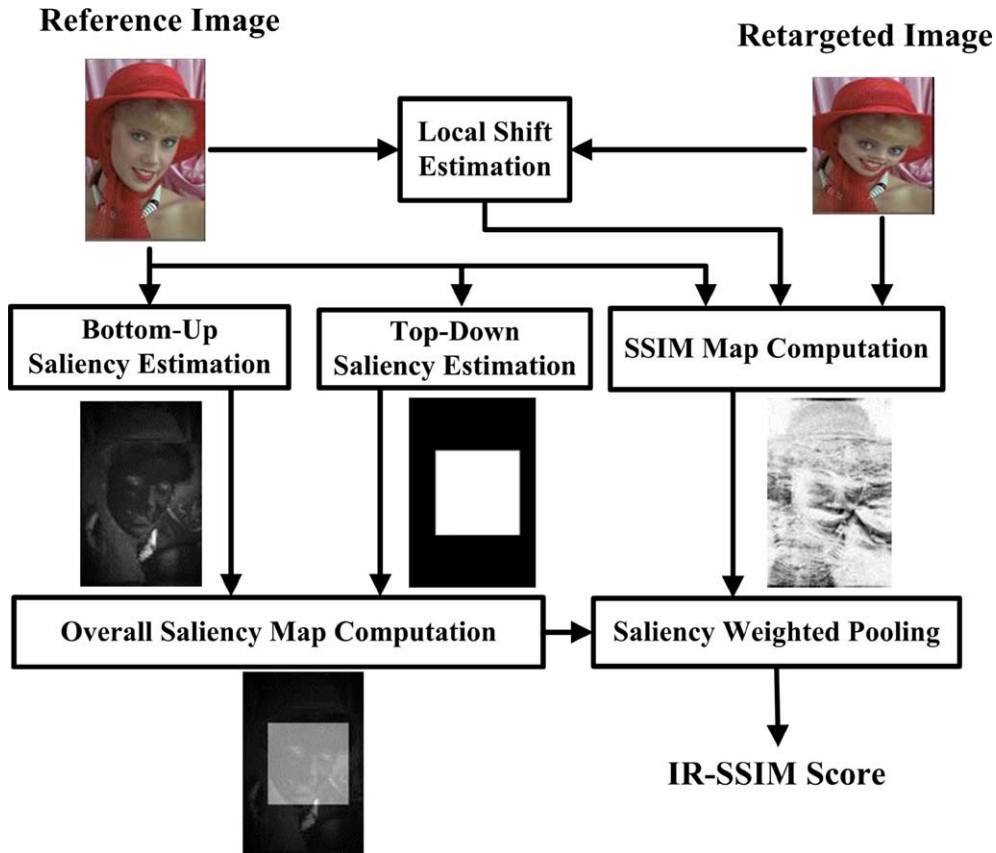 Reference Image
Retargeted Image
Local Shift
Estimation
Bottom-Up
Saliency Estimation
Top-Down
Saliency Estimation
SSIM Map Computation
Overall Saliency Map Computation
Saliency Weighted Pooling
IR-SSIM Score